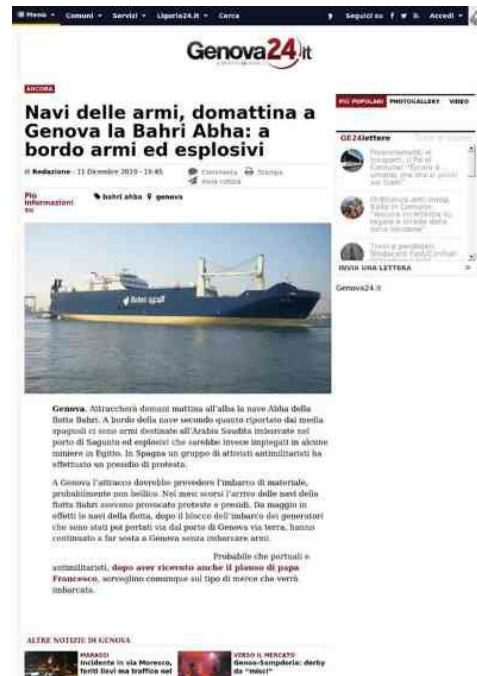 Menù Comuni Servizi Liguria24.it Cerca Seguici su Accedi
Genova24.it
ANCORA
Navi delle armi, domattina a
Genova la Bahri Abha: a
bordo armi ed esplosivi
di Redazione - 11 Dicembre 2019 - 19:45
Commenta Stampa
Invia notizia
Più
informazioni
su
bahri abha genova
PIÙ POPOLARI PHOTOGALLERY VIDEO
GE24lettere
INVIA UNA LETTERA
Genova24.it
Bahri
Genova. Attraccherà domani mattina all'alba la nave Abha della
flotta Bahri. A bordo della nave secondo quanto riportato dai media
spagnoli ci sono armi destinate all'Arabia Saudita imbarcate nel
porto di Sagunto ed esplosivi che sarebbe invece impiegati in alcune
miniere in Egitto. In Spagna un gruppo di attivisti antimilitaristi ha
effettuato un presidio di protesta.
A Genova l'attracco dovrebbe prevedere l'imbarco di materiale,
probabilmente non bellico. Nei mesi scorsi l'arrivo delle navi della
flotta Bahri avevano provocato proteste e presidi. Da maggio in
effetti le navi della flotta, dopo il blocco dell'imbarco dei generatori
che sono stati poi portati via dal porto di Genova via terra, hanno
continuato a far sosta a Genova senza imbarcare armi.
Probabile che portuali e
antimilitaristi, dopo aver ricevuto anche il plauso di papa
Francesco, sorveglino comunque sul tipo di merce che verrà
imbarcata.
ALTRE NOTIZIE DI GENOVA
MARASSI
Incidente in via Moresco,
feriti lievi ma traffico nel
VERSO IL MERCATO
Genoa-Sampdoria: derby
da "misci"